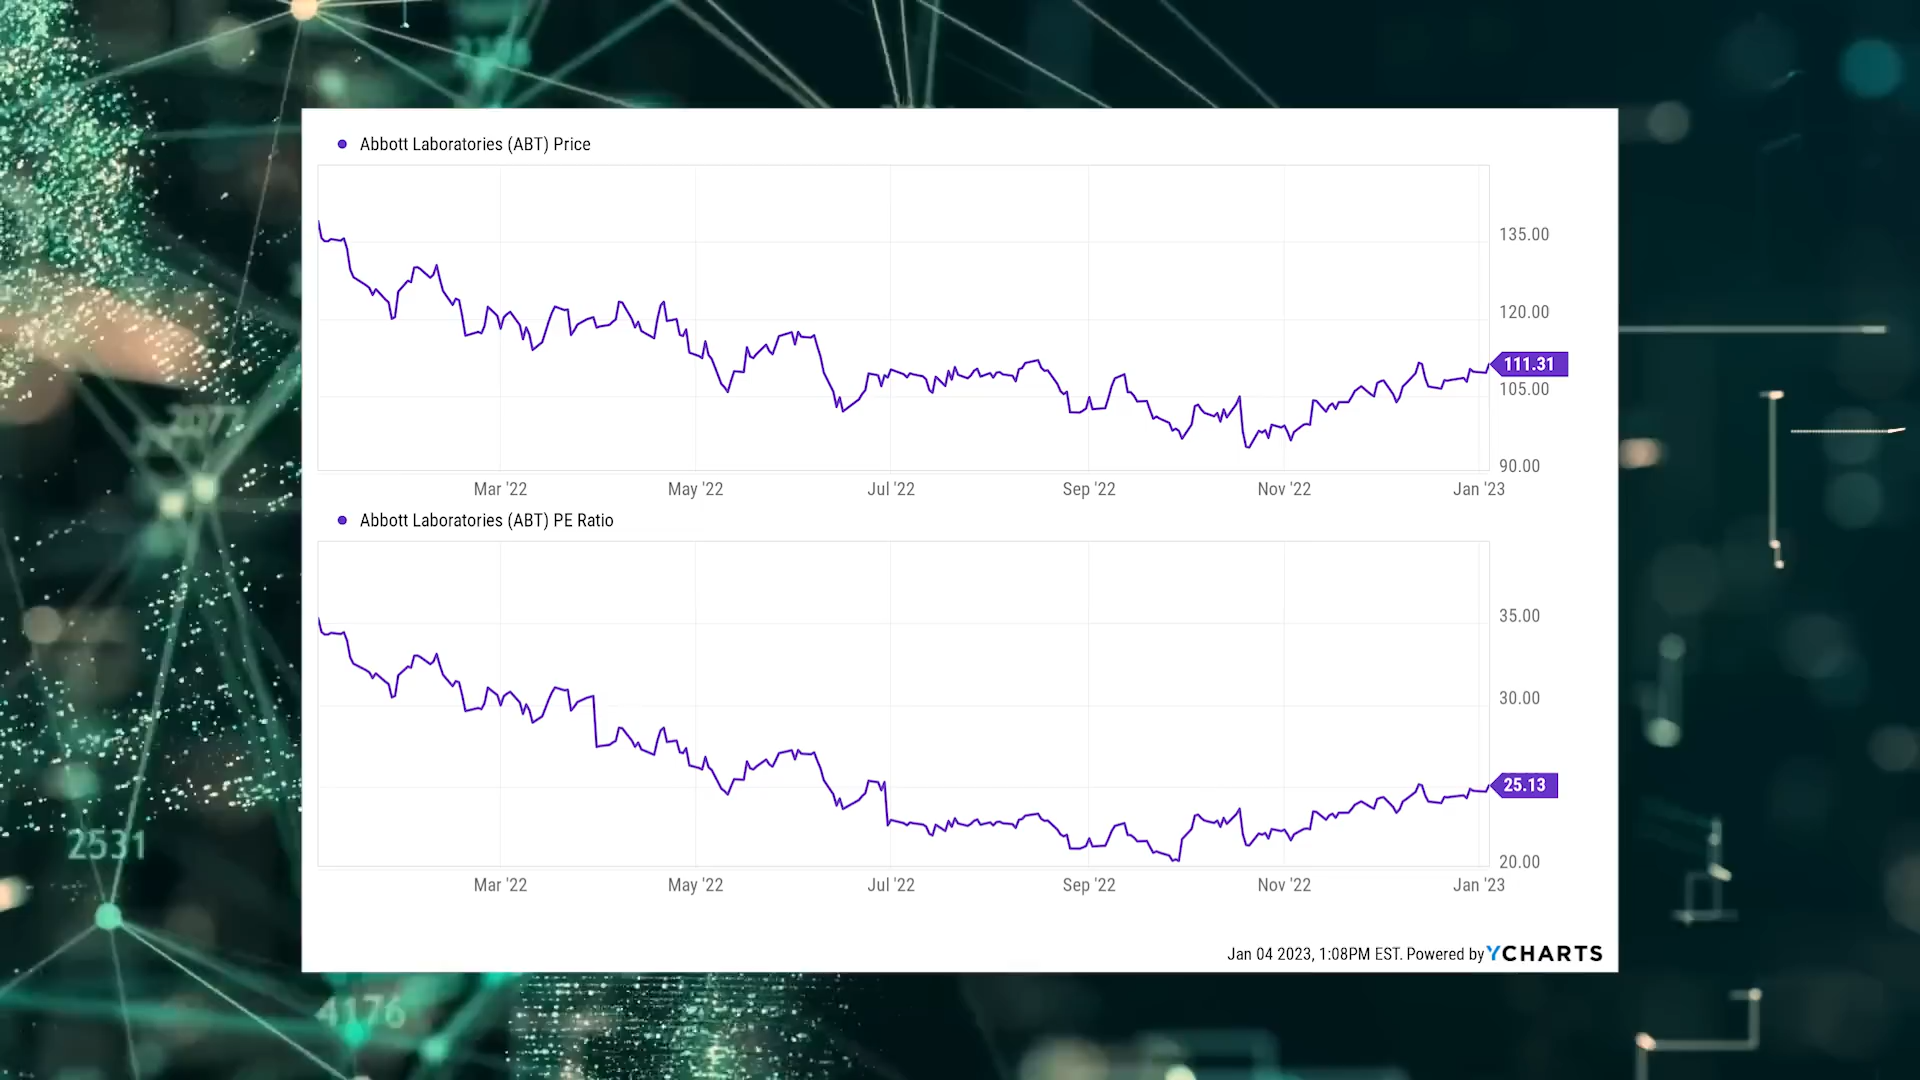 Abbott Laboratories (ABT) Price
135.00
120.00
111.31
105.00
90.00
Mar '22 May '22 Jul '22 Sep '22 Nov '22 Jan '23
Abbott Laboratories (ABT) PE Ratio
35.00
30.00
25.13
20.00
Mar '22 May '22 Jul '22 Sep '22 Nov '22 Jan '23
Jan 04 2023, 1:08PM EST. Powered by YCHARTS
2077
2531
4176